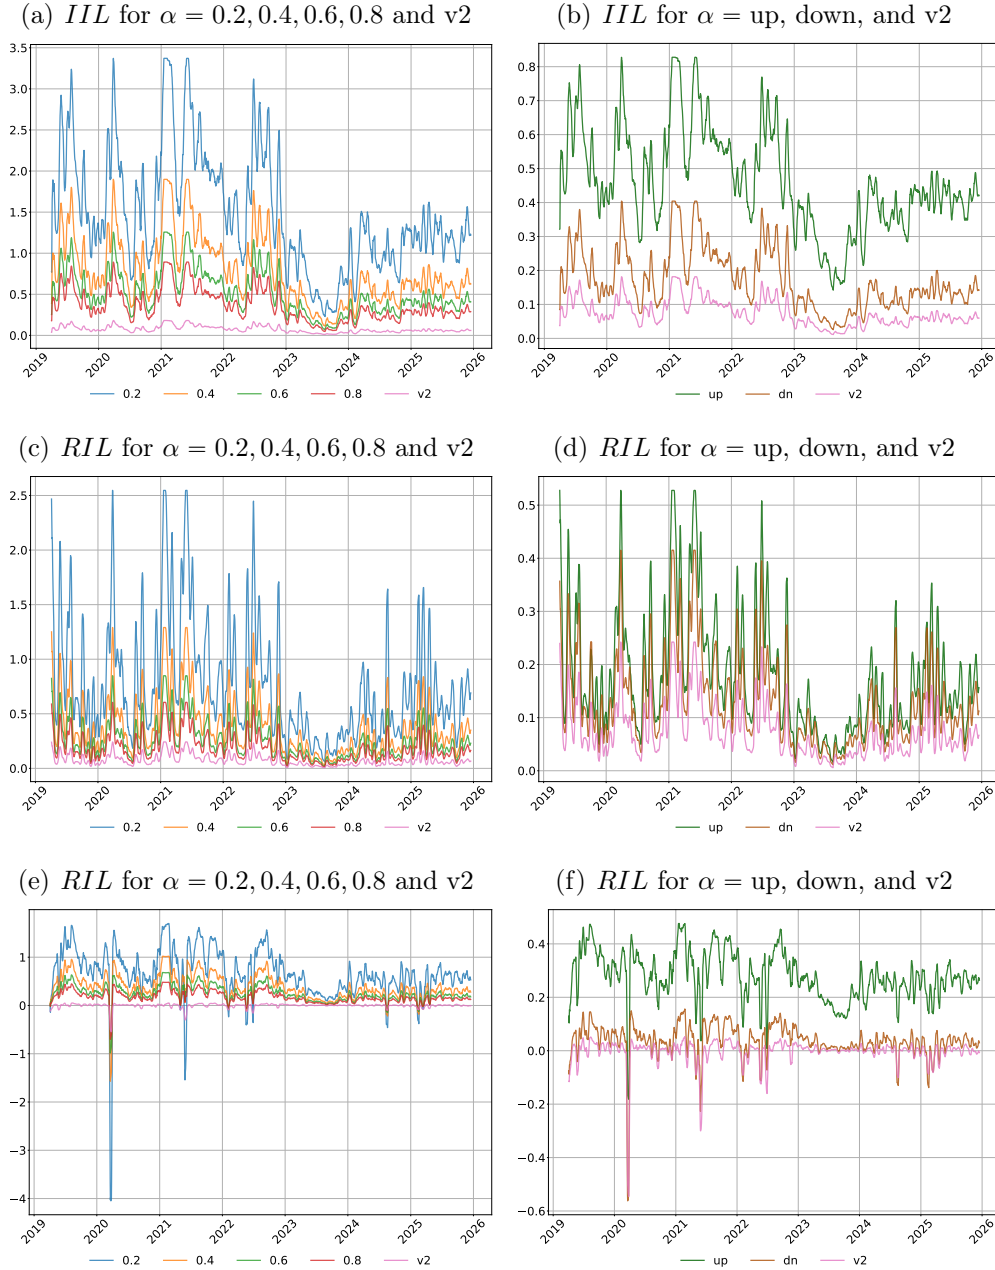 (a) IIL for α = 0.2, 0.4, 0.6, 0.8 and v2
3.5
3.0
2.5
2.0
1.5
1.0
0.5
0.0
2019 2020 2021 2022 2023 2024 2025 2026
0.2 0.4 0.6 0.8 v2
(b) IIL for α = up, down, and v2
0.8
0.7
0.6
0.5
0.4
0.3
0.2
0.1
0.0
2019 2020 2021 2022 2023 2024 2025 2026
up dn v2
(c) RIL for α = 0.2, 0.4, 0.6, 0.8 and v2
2.5
2.0
1.5
1.0
0.5
0.0
2019 2020 2021 2022 2023 2024 2025 2026
0.2 0.4 0.6 0.8 v2
(d) RIL for α = up, down, and v2
0.5
0.4
0.3
0.2
0.1
0.0
2019 2020 2021 2022 2023 2024 2025 2026
up dn v2
(e) RIL for α = 0.2, 0.4, 0.6, 0.8 and v2
1
0
−1
−2
−3
−4
2019 2020 2021 2022 2023 2024 2025 2026
0.2 0.4 0.6 0.8 v2
(f) RIL for α = up, down, and v2
0.4
0.2
0.0
−0.2
−0.4
−0.6
2019 2020 2021 2022 2023 2024 2025 2026
up dn v2